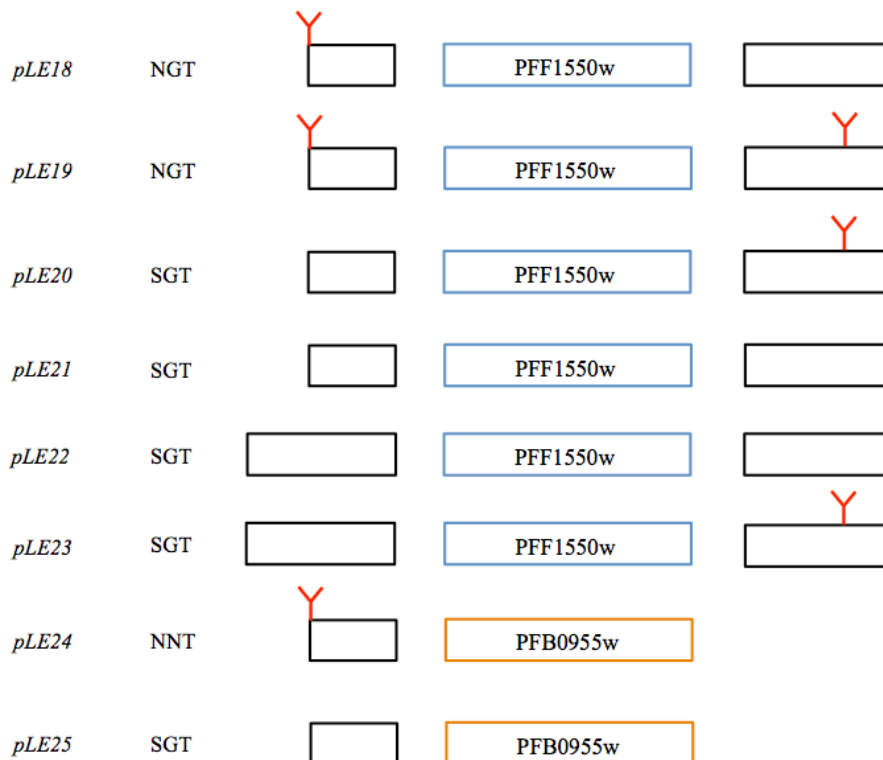 pLE18 NGT PFF1550w
pLE19 NGT PFF1550w
pLE20 SGT PFF1550w
pLE21 SGT PFF1550w
pLE22 SGT PFF1550w
pLE23 SGT PFF1550w
pLE24 NNT PFB0955w
pLE25 SGT PFB0955w